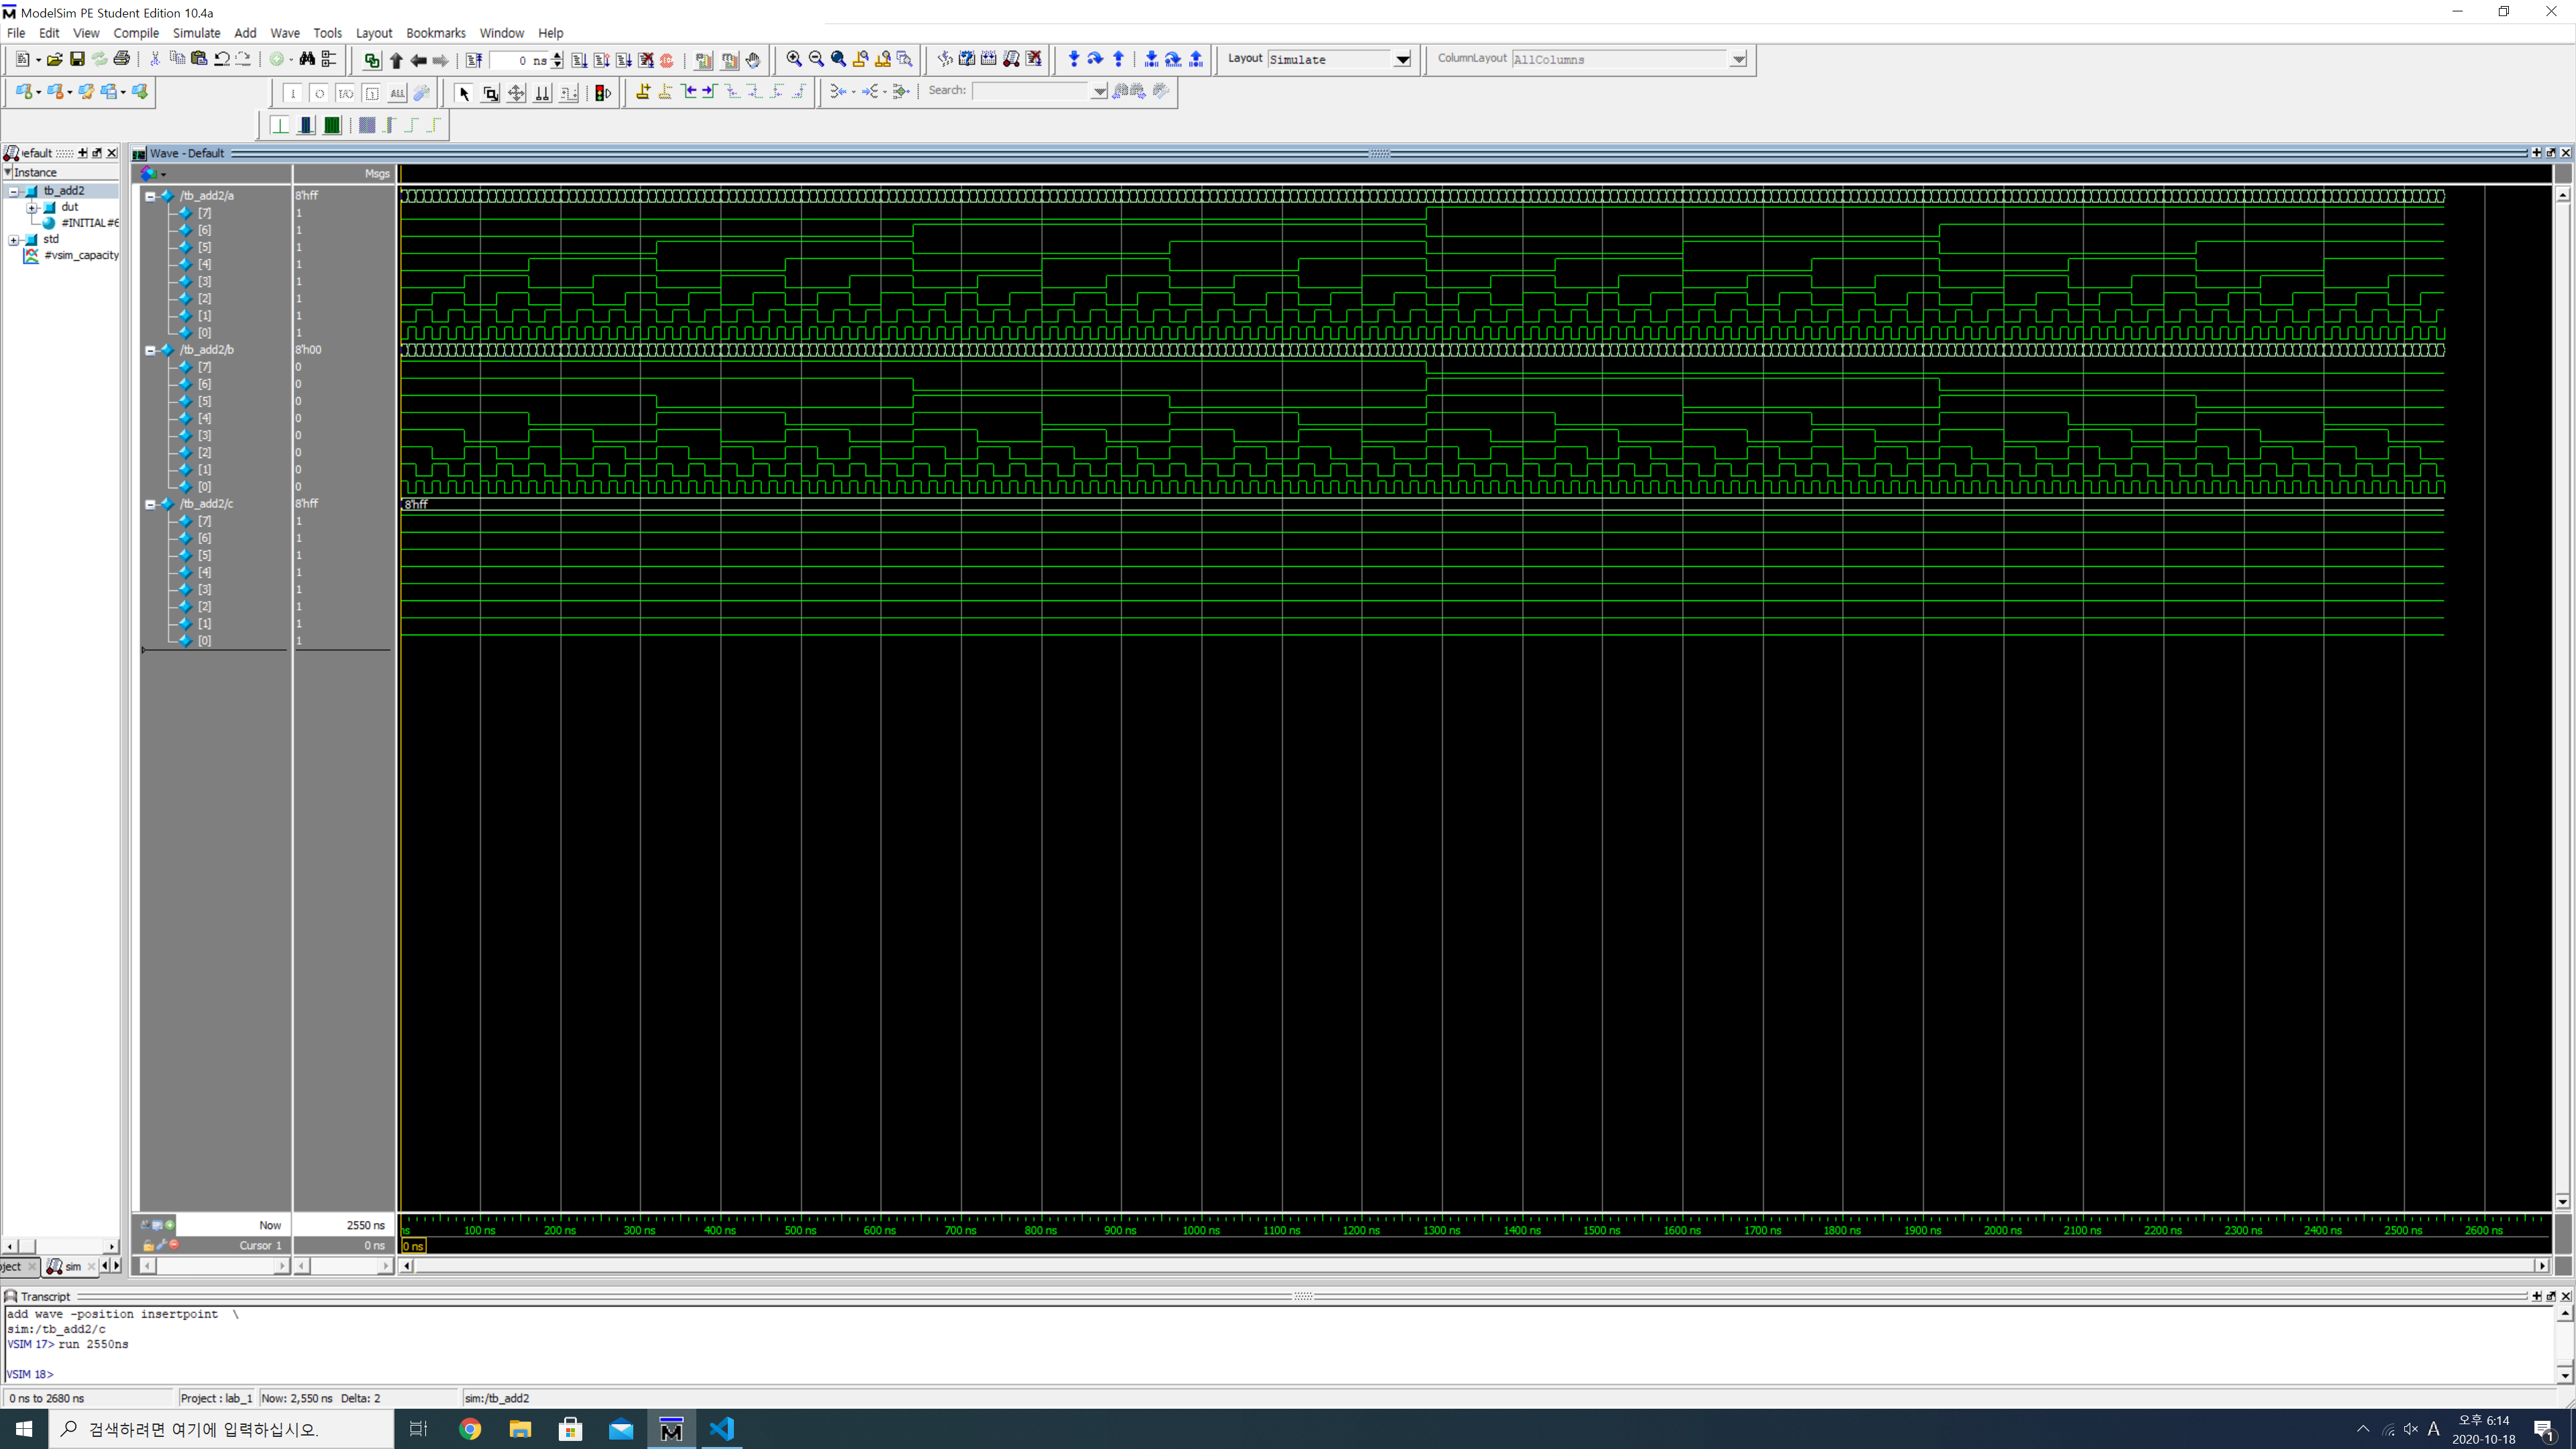 ModelSim PE Student Edition 10.4a
File Edit View Compile Simulate Add Wave Tools Layout Bookmarks Window Help
0 ns
Layout Simulate
ColumnLayout AllColumns
Search:
Wave - Default
Instance
Msgs
tb_add2
dut
#INITIAL#6
std
#vsim_capacity
/tb_add2/a 8'hff
[7] 1
[6] 1
[5] 1
[4] 1
[3] 1
[2] 1
[1] 1
[0] 1
/tb_add2/b 8'h00
[7] 0
[6] 0
[5] 0
[4] 0
[3] 0
[2] 0
[1] 0
[0] 0
/tb_add2/c 8'hff 8'hff
[7] 1
[6] 1
[5] 1
[4] 1
[3] 1
[2] 1
[1] 1
[0] 1
Now 2550 ns
ns 100 ns 200 ns 300 ns 400 ns 500 ns 600 ns 700 ns 800 ns 900 ns 1000 ns 1100 ns 1200 ns 1300 ns 1400 ns 1500 ns 1600 ns 1700 ns 1800 ns 1900 ns 2000 ns 2100 ns 2200 ns 2300 ns 2400 ns 2500 ns 2600 ns
Cursor 1 0 ns 0 ns
sim
Transcript
add wave -position insertpoint \
sim:/tb_add2/c
VSIM 17> run 2550ns
VSIM 18>
0 ns to 2680 ns Project : lab_1 Now: 2,550 ns Delta: 2 sim:/tb_add2
검색하려면 여기에 입력하십시오.
A
오후 6:14
2020-10-18
1